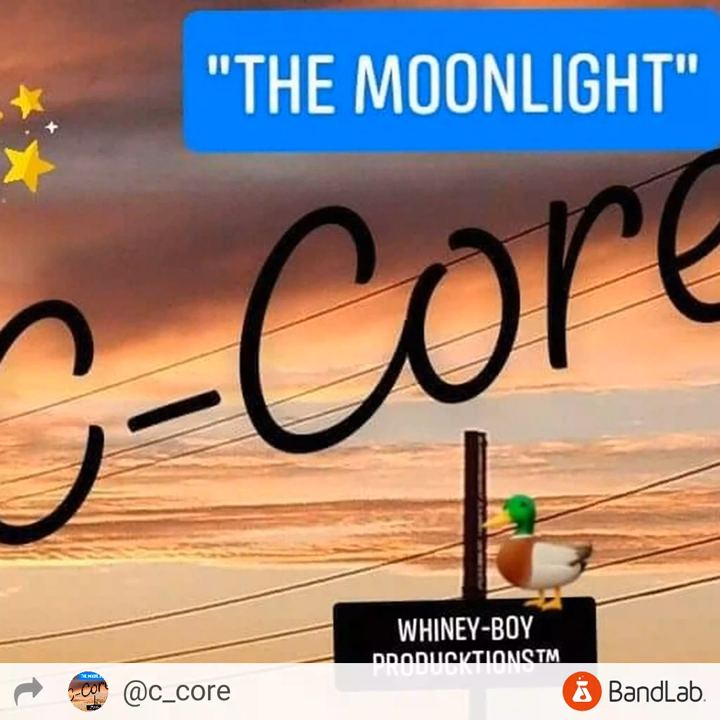 "THE MOONLIGHT"
C-Core
WHINEY-BOY
PRODUCKTIONS™
@c_core
BandLab.